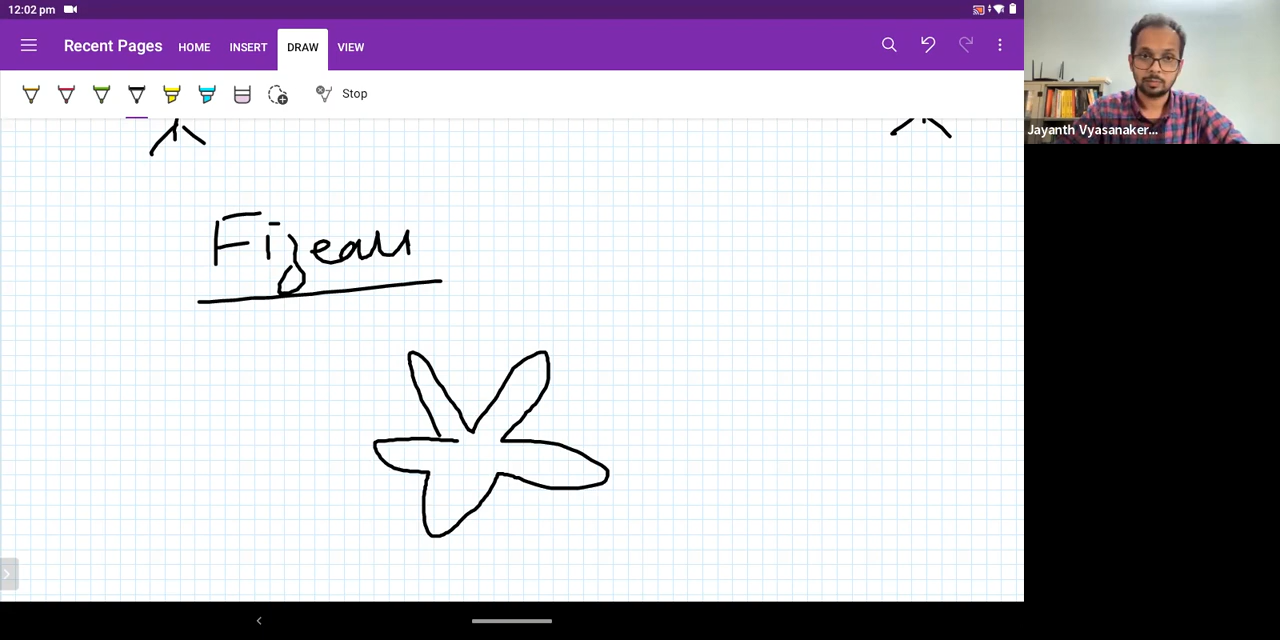 12:02 pm
Recent Pages HOME INSERT DRAW VIEW
Stop
Jayanth Vyasanaker...
Fizeau